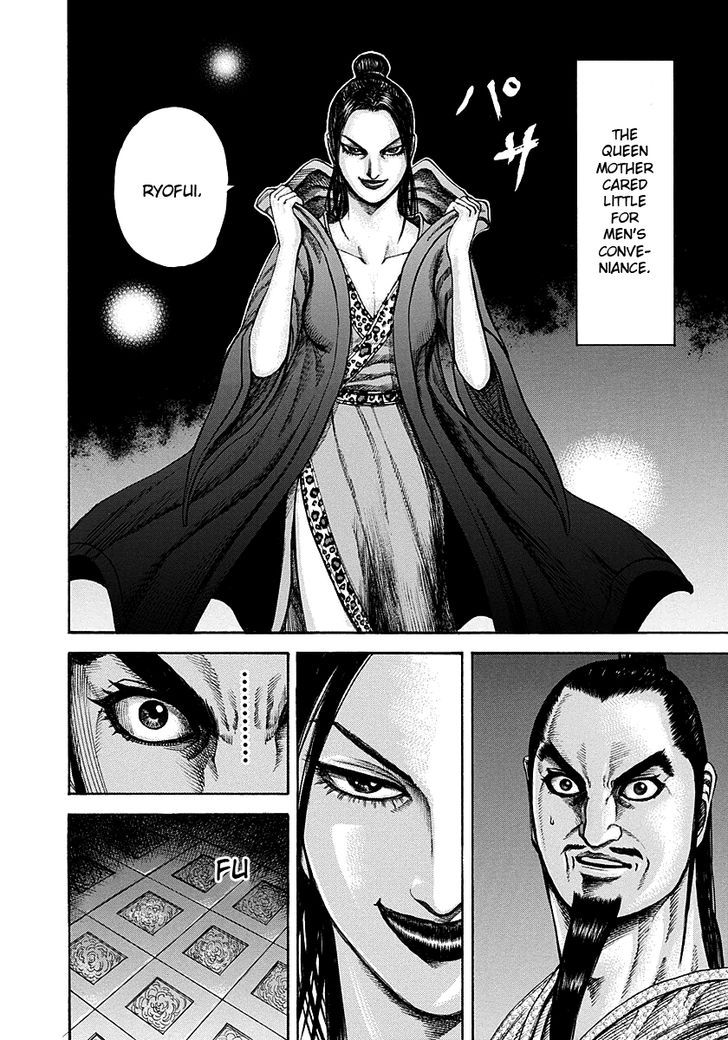 THE
QUEEN
MOTHER
CARED
LITTLE
FOR
MEN'S
CONVE-
NIANCE.
パサ
RYOFUI,
.........
FU